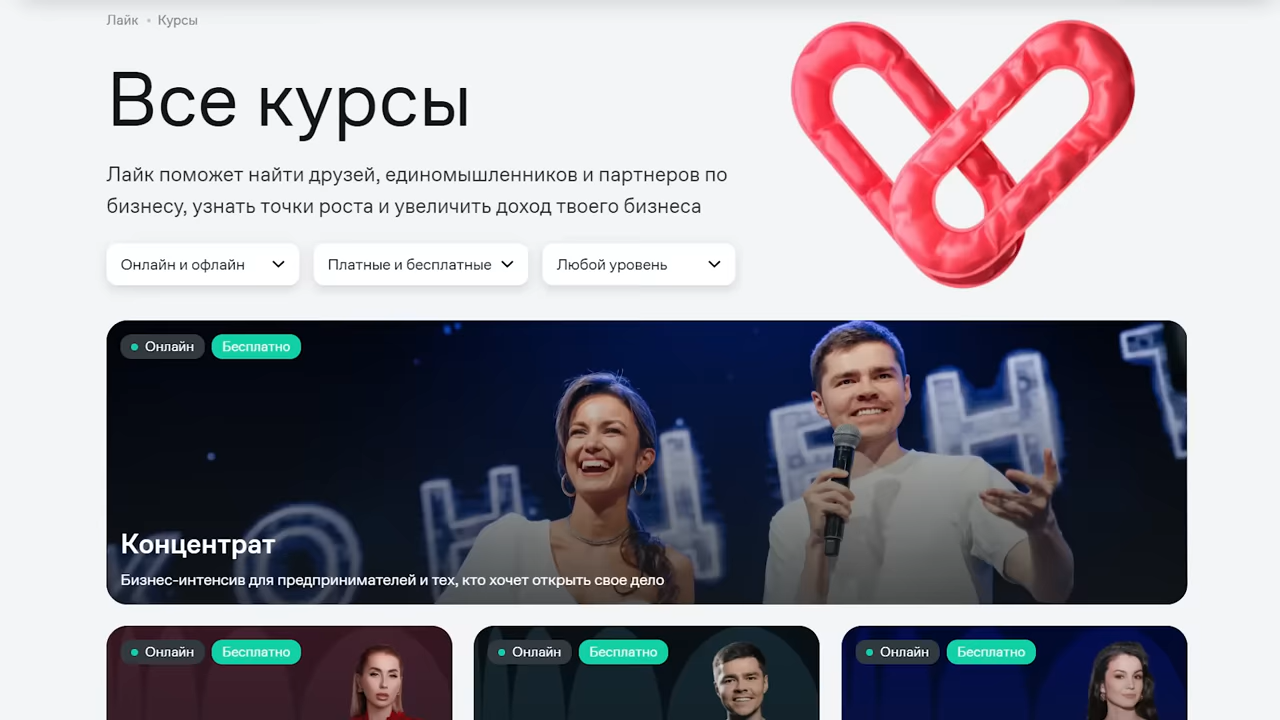 Лайк • Курсы
Все курсы
Лайк поможет найти друзей, единомышленников и партнеров по
бизнесу, узнать точки роста и увеличить доход твоего бизнеса
Онлайн и офлайн
Платные и бесплатные
Любой уровень
Онлайн
Бесплатно
КОНЦЕНТ
Концентрат
Бизнес-интенсив для предпринимателей и тех, кто хочет открыть свое дело
Онлайн
Бесплатно
Онлайн
Бесплатно
Онлайн
Бесплатно